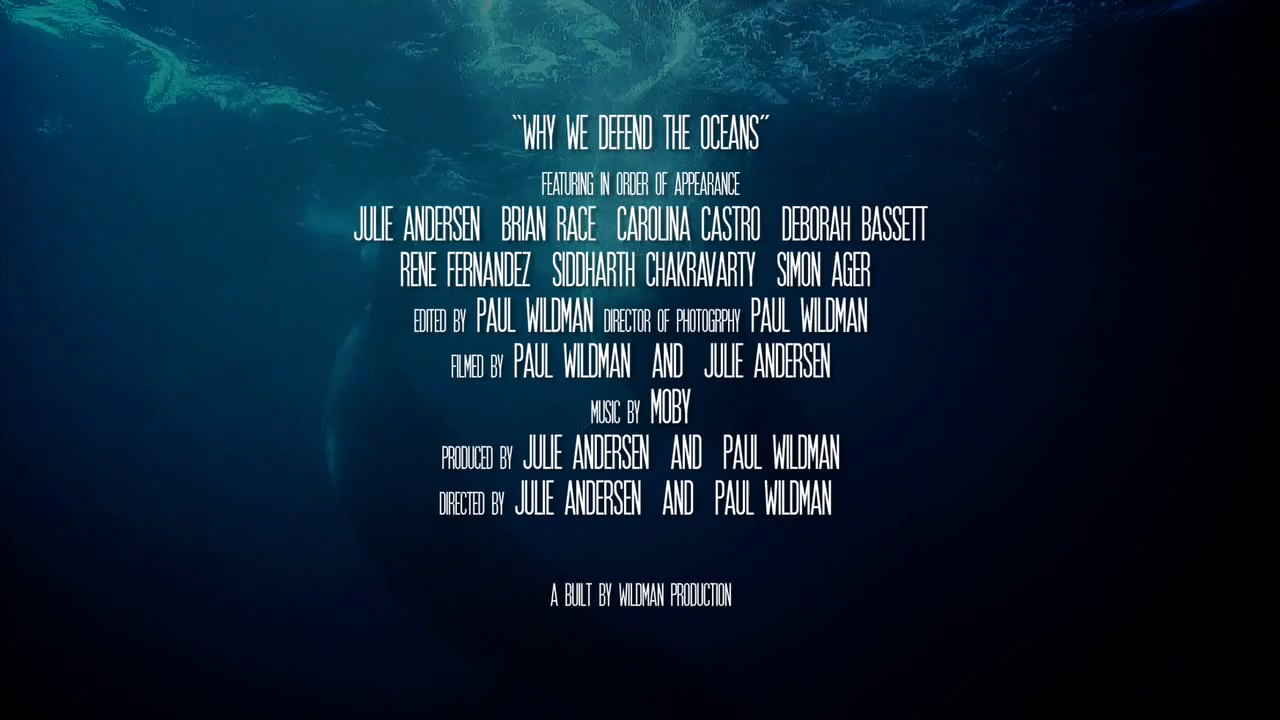 “WHY WE DEFEND THE OCEANS”
FEATURING IN ORDER OF APPEARANCE
JULIE ANDERSEN BRIAN RACE CAROLINA CASTRO DEBORAH BASSETT
RENE FERNANDEZ SIDDHARTH CHAKRAVARTY SIMON AGER
EDITED BY PAUL WILDMAN DIRECTOR OF PHOTOGRPHY PAUL WILDMAN
FILMED BY PAUL WILDMAN AND JULIE ANDERSEN
MUSIC BY MOBY
PRODUCED BY JULIE ANDERSEN AND PAUL WILDMAN
DIRECTED BY JULIE ANDERSEN AND PAUL WILDMAN
A BUILT BY WILDMAN PRODUCTION